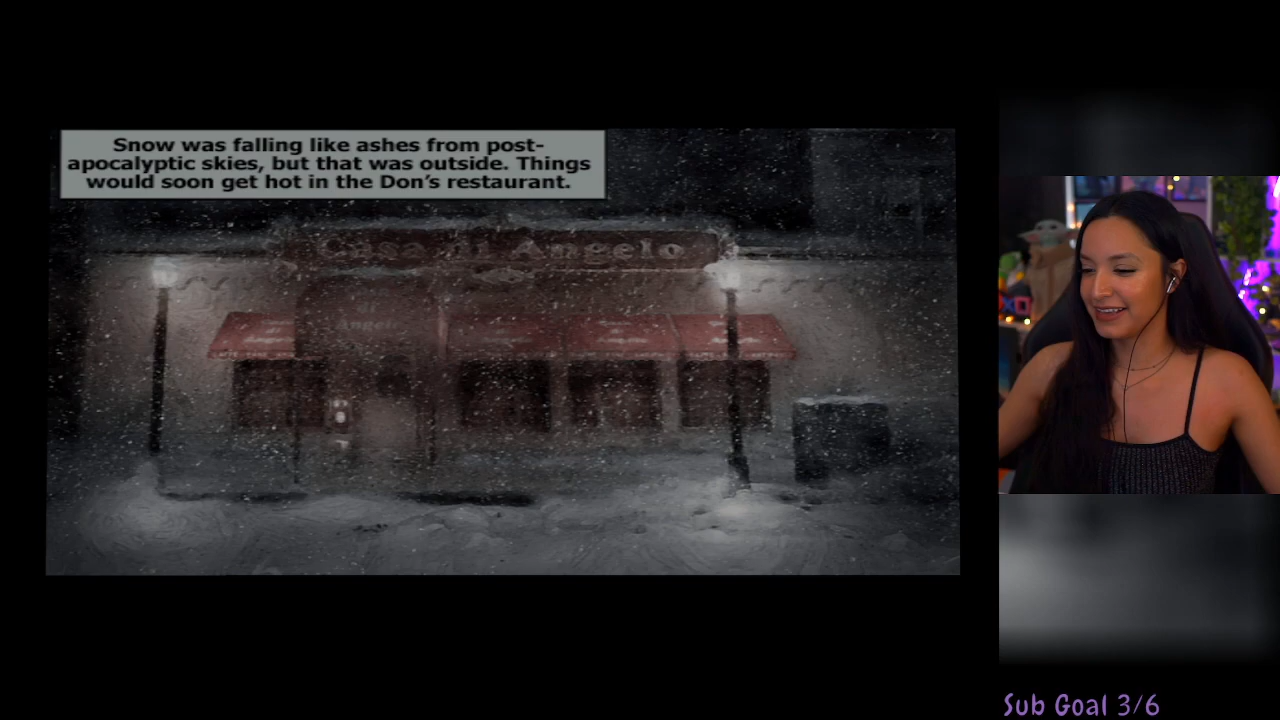 Snow was falling like ashes from post-
apocalyptic skies, but that was outside. Things
would soon get hot in the Don's restaurant.
Casa di Angelo
Sub Goal 3/6